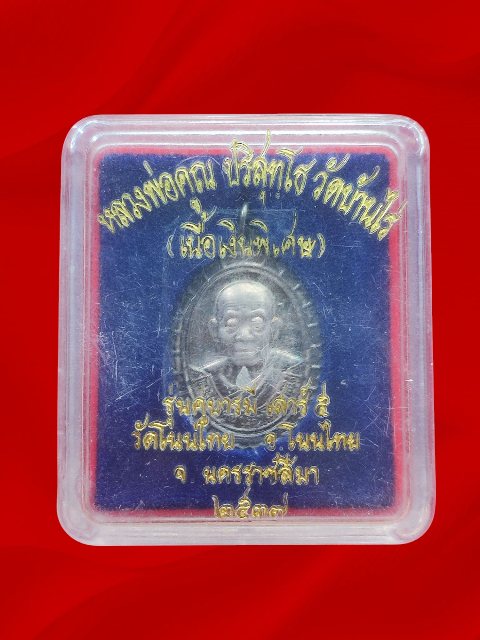 หลวงพ่อคูณ ปริสุทฺโธ วัดบ้านไร่
(เนื้อเงินพิเศษ)
รุ่นคูบารมี เสาร์ ๕
วัดโนนไทย อ.โนนไทย
จ. นครราชสีมา
๒๕๓๗